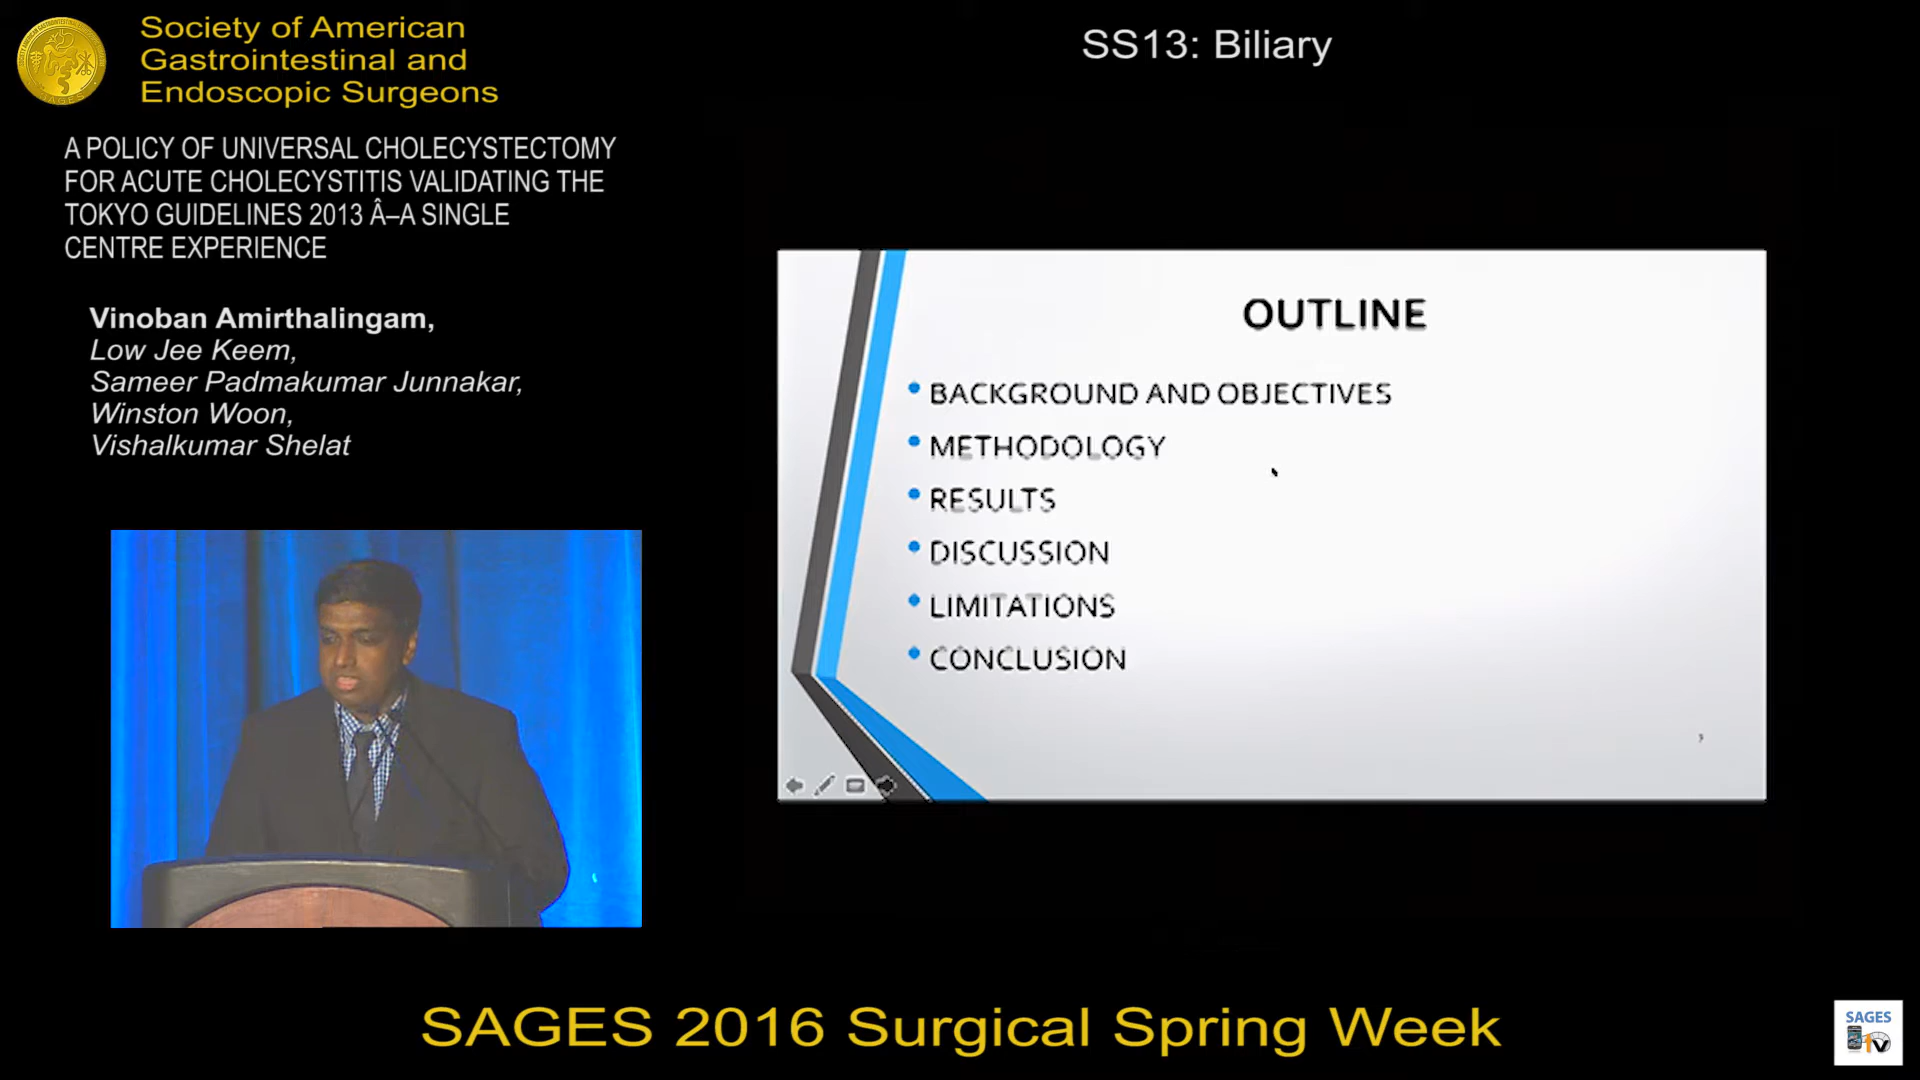 Society of American
Gastrointestinal and
Endoscopic Surgeons
SS13: Biliary
A POLICY OF UNIVERSAL CHOLECYSTECTOMY
FOR ACUTE CHOLECYSTITIS VALIDATING THE
TOKYO GUIDELINES 2013 Â–A SINGLE
CENTRE EXPERIENCE
Vinoban Amirthalingam,
Low Jee Keem,
Sameer Padmakumar Junnakar,
Winston Woon,
Vishalkumar Shelat
OUTLINE
• BACKGROUND AND OBJECTIVES
• METHODOLOGY
• RESULTS
• DISCUSSION
• LIMITATIONS
• CONCLUSION
SAGES 2016 Surgical Spring Week
SAGES
TV